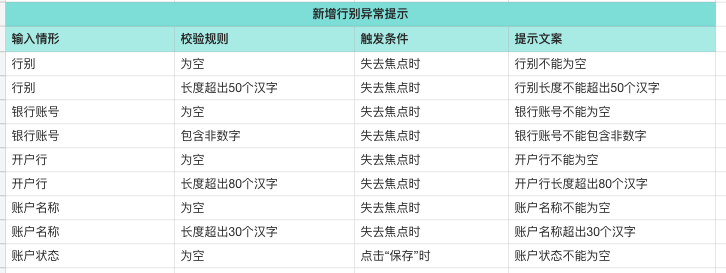 新增行别异常提示
输入情形 校验规则 触发条件 提示文案
行别 为空 失去焦点时 行别不能为空
行别 长度超出50个汉字 失去焦点时 行别长度不能超出50个汉字
银行账号 为空 失去焦点时 银行账号不能为空
银行账号 包含非数字 失去焦点时 银行账号不能包含非数字
开户行 为空 失去焦点时 开户行不能为空
开户行 长度超出80个汉字 失去焦点时 开户行长度超出80个汉字
账户名称 为空 失去焦点时 账户名称不能为空
账户名称 长度超出30个汉字 失去焦点时 账户名称超出30个汉字
账户状态 为空 点击“保存”时 账户状态不能为空